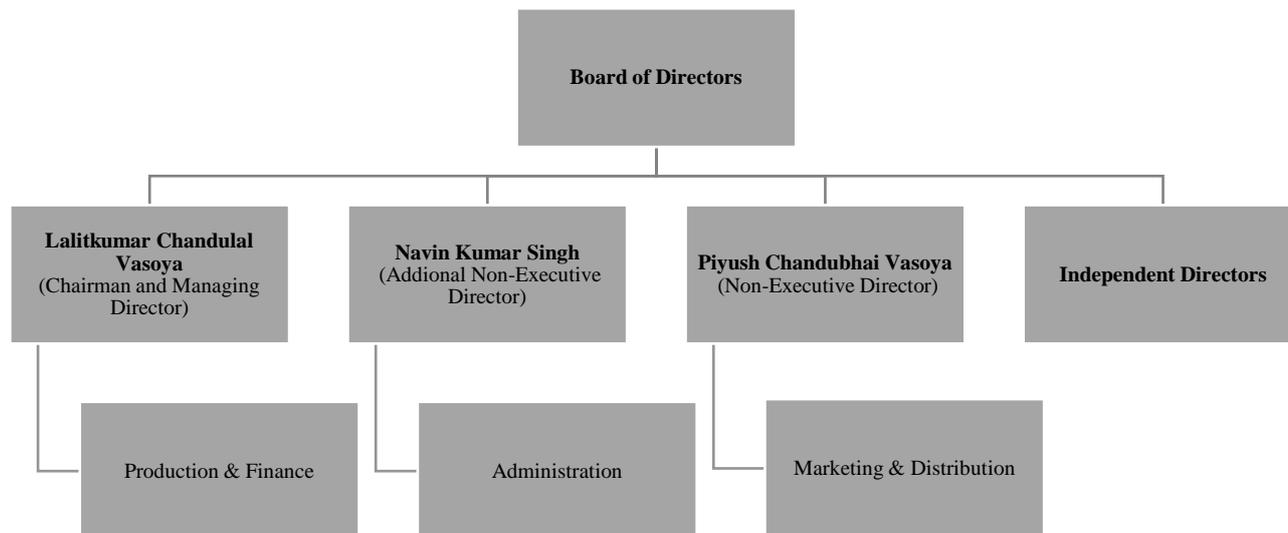 Board of Directors
Lalitkumar Chandulal
Vasoya
(Chairman and Managing
Director)
Navin Kumar Singh
(Addional Non-Executive
Director)
Piyush Chandubhai Vasoya
(Non-Executive Director)
Independent Directors
Production & Finance
Administration
Marketing & Distribution